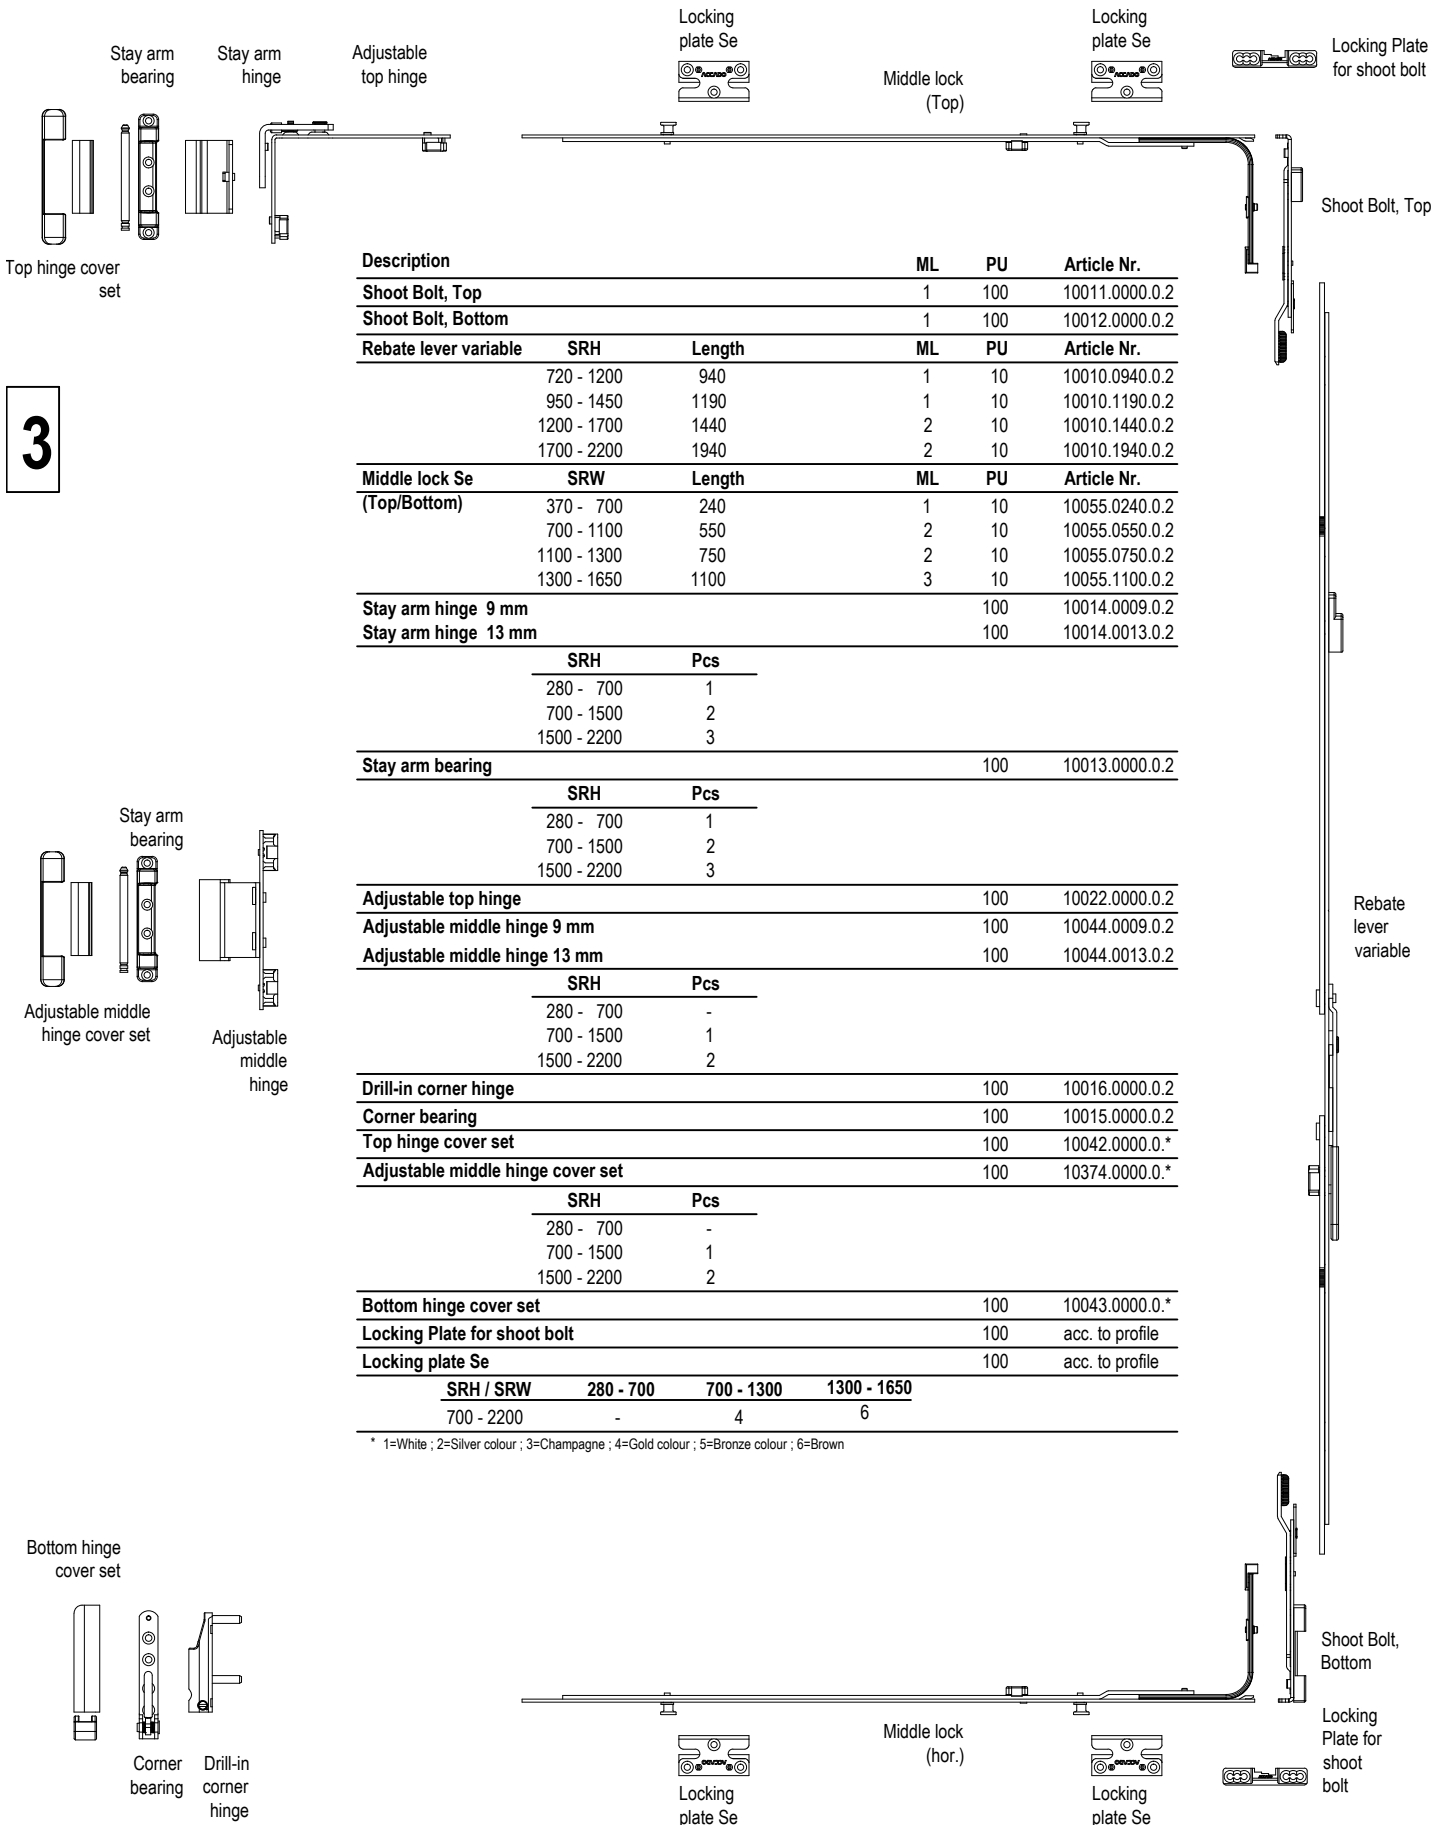 Locking
plate Se
Locking
plate Se
Locking Plate
for shoot bolt
Stay arm
bearing
Stay arm
hinge
Adjustable
top hinge
Middle lock
(Top)
ACCADO
ACCADO
Shoot Bolt, Top
Top hinge cover
set
3
Description ML PU Article Nr.
Shoot Bolt, Top 1 100 10011.0000.0.2
Shoot Bolt, Bottom 1 100 10012.0000.0.2
Rebate lever variable SRH Length ML PU Article Nr.
720 - 1200 940 1 10 10010.0940.0.2
950 - 1450 1190 1 10 10010.1190.0.2
1200 - 1700 1440 2 10 10010.1440.0.2
1700 - 2200 1940 2 10 10010.1940.0.2
Middle lock Se SRW Length ML PU Article Nr.
(Top/Bottom) 370 - 700 240 1 10 10055.0240.0.2
700 - 1100 550 2 10 10055.0550.0.2
1100 - 1300 750 2 10 10055.0750.0.2
1300 - 1650 1100 3 10 10055.1100.0.2
Stay arm hinge 9 mm 100 10014.0009.0.2
Stay arm hinge 13 mm 100 10014.0013.0.2
SRH Pcs
280 - 700 1
700 - 1500 2
1500 - 2200 3
Stay arm bearing 100 10013.0000.0.2
SRH Pcs
280 - 700 1
700 - 1500 2
1500 - 2200 3
Adjustable top hinge 100 10022.0000.0.2
Adjustable middle hinge 9 mm 100 10044.0009.0.2
Adjustable middle hinge 13 mm 100 10044.0013.0.2
SRH Pcs
280 - 700 -
700 - 1500 1
1500 - 2200 2
Drill-in corner hinge 100 10016.0000.0.2
Corner bearing 100 10015.0000.0.2
Top hinge cover set 100 10042.0000.0.*
Adjustable middle hinge cover set 100 10374.0000.0.*
SRH Pcs
280 - 700 -
700 - 1500 1
1500 - 2200 2
Bottom hinge cover set 100 10043.0000.0.*
Locking Plate for shoot bolt 100 acc. to profile
Locking plate Se 100 acc. to profile
SRH / SRW 280 - 700 700 - 1300 1300 - 1650
700 - 2200 - 4 6
* 1=White ; 2=Silver colour ; 3=Champagne ; 4=Gold colour ; 5=Bronze colour ; 6=Brown
Stay arm
bearing
Adjustable middle
hinge cover set
Adjustable
middle
hinge
Rebate
lever
variable
Bottom hinge
cover set
Corner
bearing
Drill-in
corner
hinge
Shoot Bolt,
Bottom
Middle lock
(hor.)
ACCADO
ACCADO
Locking
plate Se
Locking
plate Se
Locking
Plate for
shoot
bolt